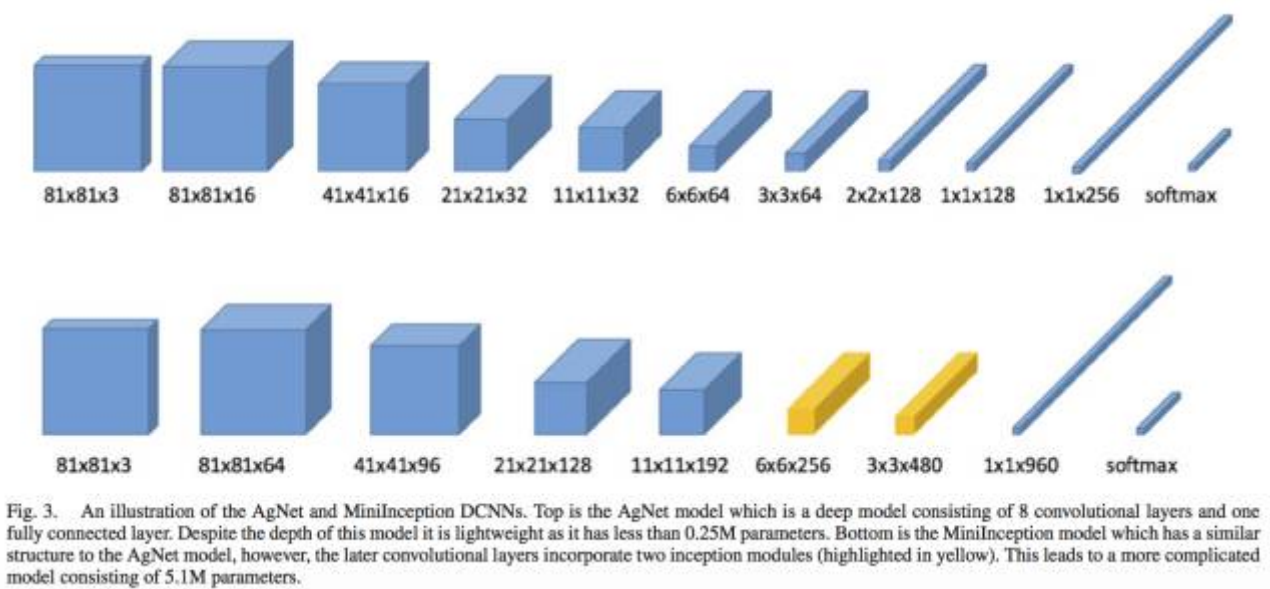 81x81x3 81x81x16 41x41x16 21x21x32 11x11x32 6x6x64 3x3x64 2x2x128 1x1x128 1x1x256 softmax
81x81x3 81x81x64 41x41x96 21x21x128 11x11x192 6x6x256 3x3x480 1x1x960 softmax
Fig. 3. An illustration of the AgNet and MiniInception DCNNs. Top is the AgNet model which is a deep model consisting of 8 convolutional layers and one
fully connected layer. Despite the depth of this model it is lightweight as it has less than 0.25M parameters. Bottom is the MiniInception model which has a similar
structure to the AgNet model, however, the later convolutional layers incorporate two inception modules (highlighted in yellow). This leads to a more complicated
model consisting of 5.1M parameters.